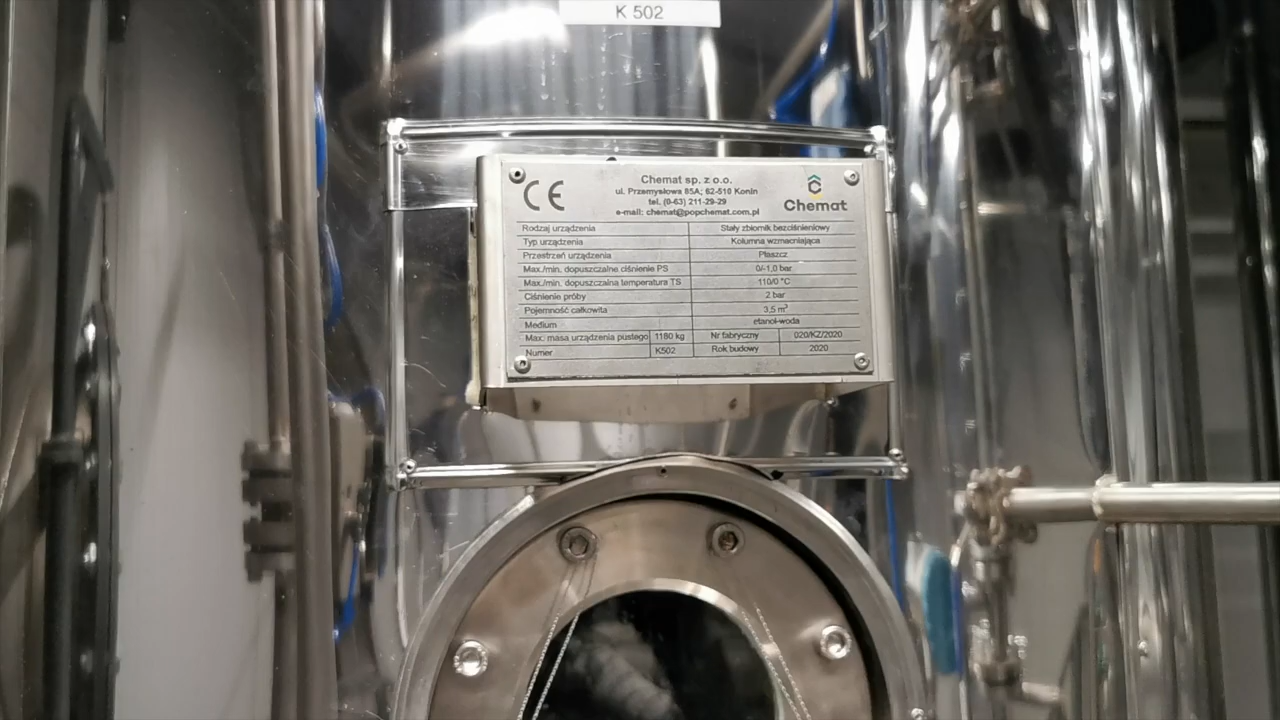 K 502
CE
Chemat sp. z o.o.
ul. Przemysłowa 85A; 62-510 Konin
tel. (0-63) 211-29-29
e-mail: chemat@popchemat.com.pl
Chemat
Rodzaj urządzenia Stały zbiornik bezciśnieniowy
Typ urządzenia Kolumna wzmacniająca
Przestrzeń urządzenia Płaszcz
Max./min. dopuszczalne ciśnienie PS 0/-1,0 bar
Max./min. dopuszczalna temperatura TS 110/0 °C
Ciśnienie próby 2 bar
Pojemność całkowita 3,5 m³
Medium etanol-woda
Max. masa urządzenia pustego 1180 kg Nr fabryczny 020/KZ/2020
Numer K502 Rok budowy 2020